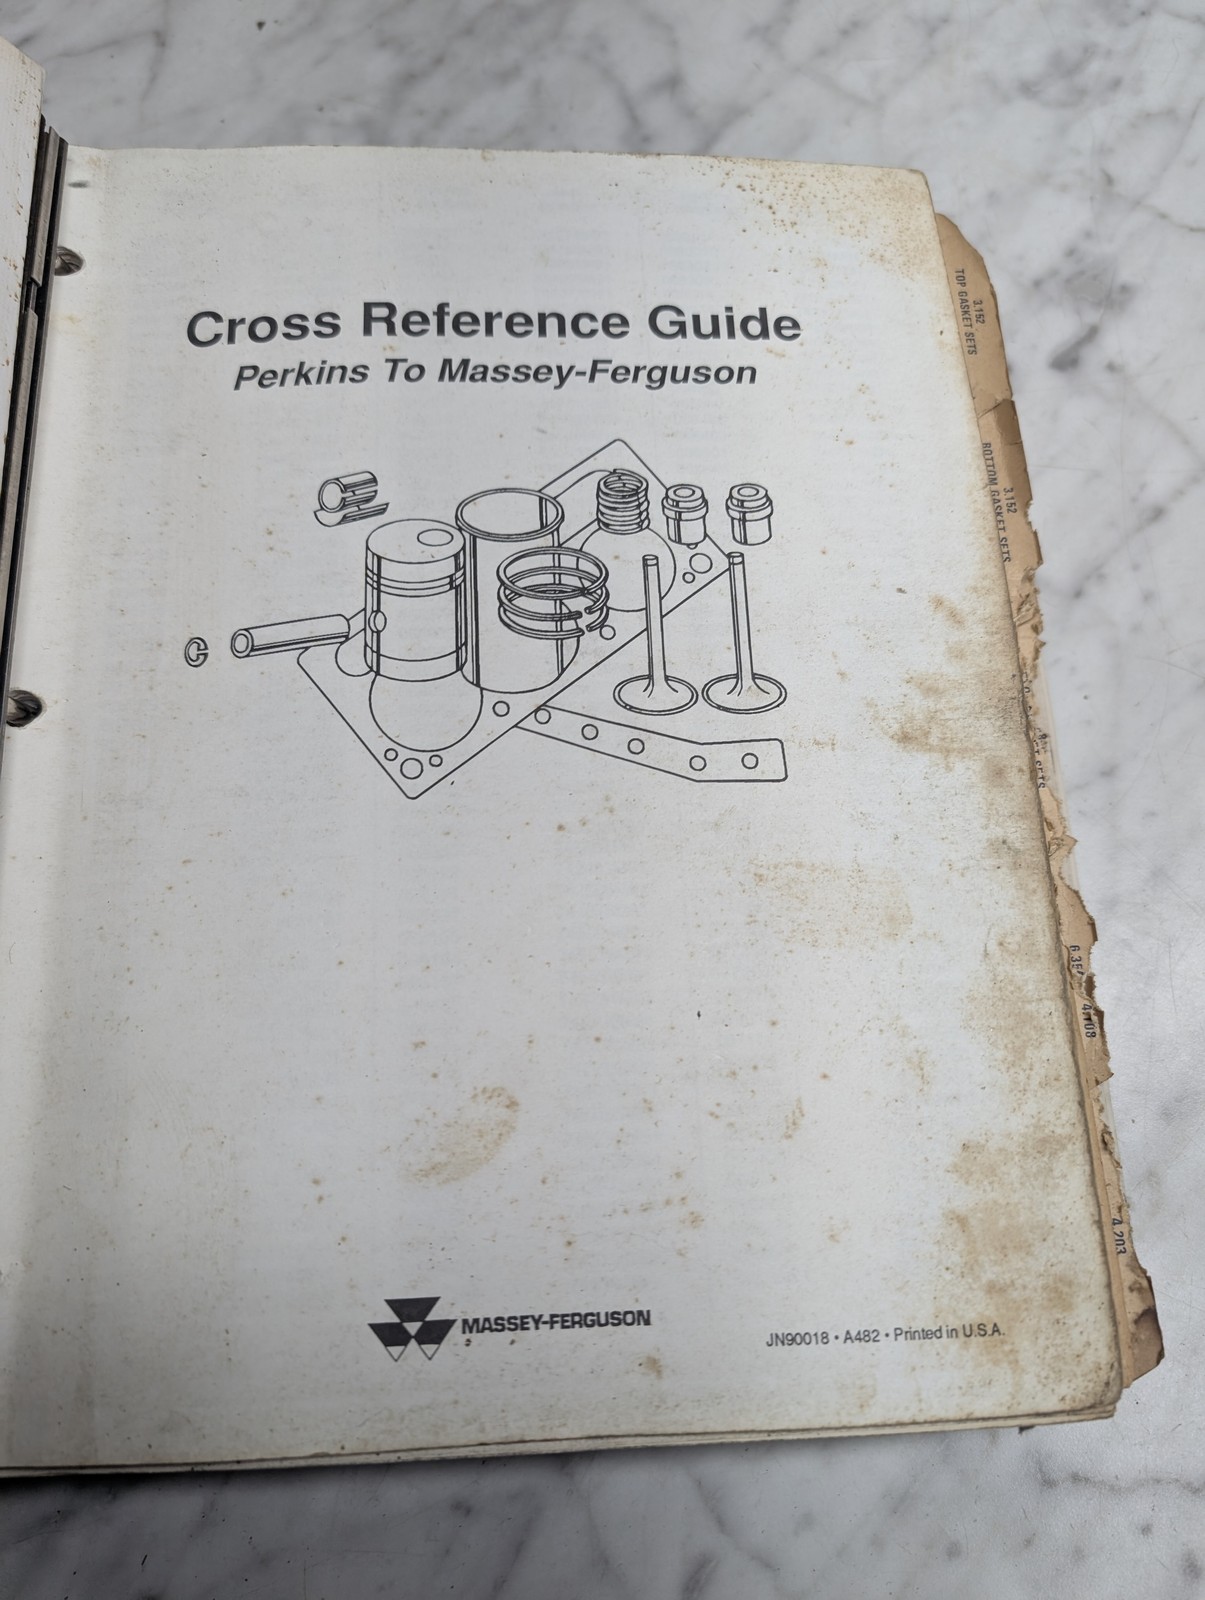 Cross Reference Guide
Perkins To Massey-Ferguson
MASSEY-FERGUSON
JN90018 • A482 • Printed in U.S.A.
3.152
TOP GASKET SETS
3.152
BOTTOM GASKET SETS
SETS
4.108
4.203